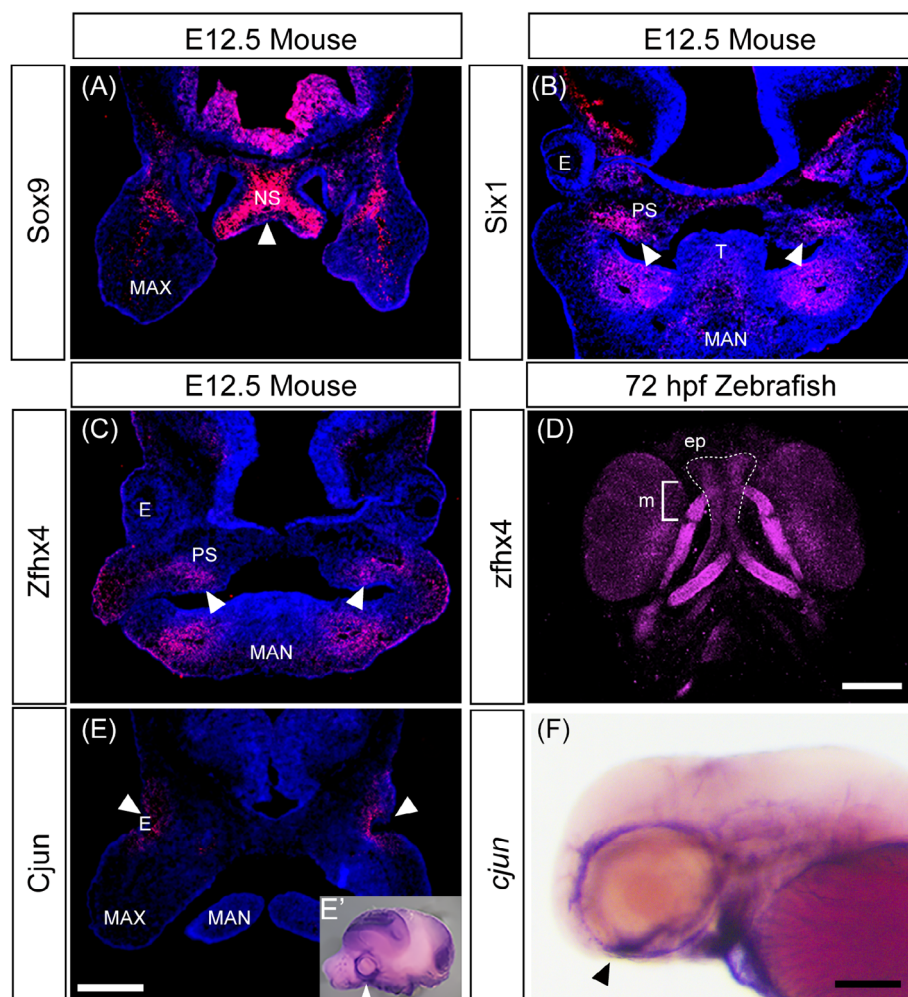 E12.5 Mouse
E12.5 Mouse
Sox9
(A)
NS
MAX
Six1
(B)
E
PS
T
MAN
E12.5 Mouse
72 hpf Zebrafish
Zfhx4
(C)
E
PS
MAN
zfhx4
(D)
ep
m
Cjun
(E)
E
MAX
MAN
E'
cjun
(F)